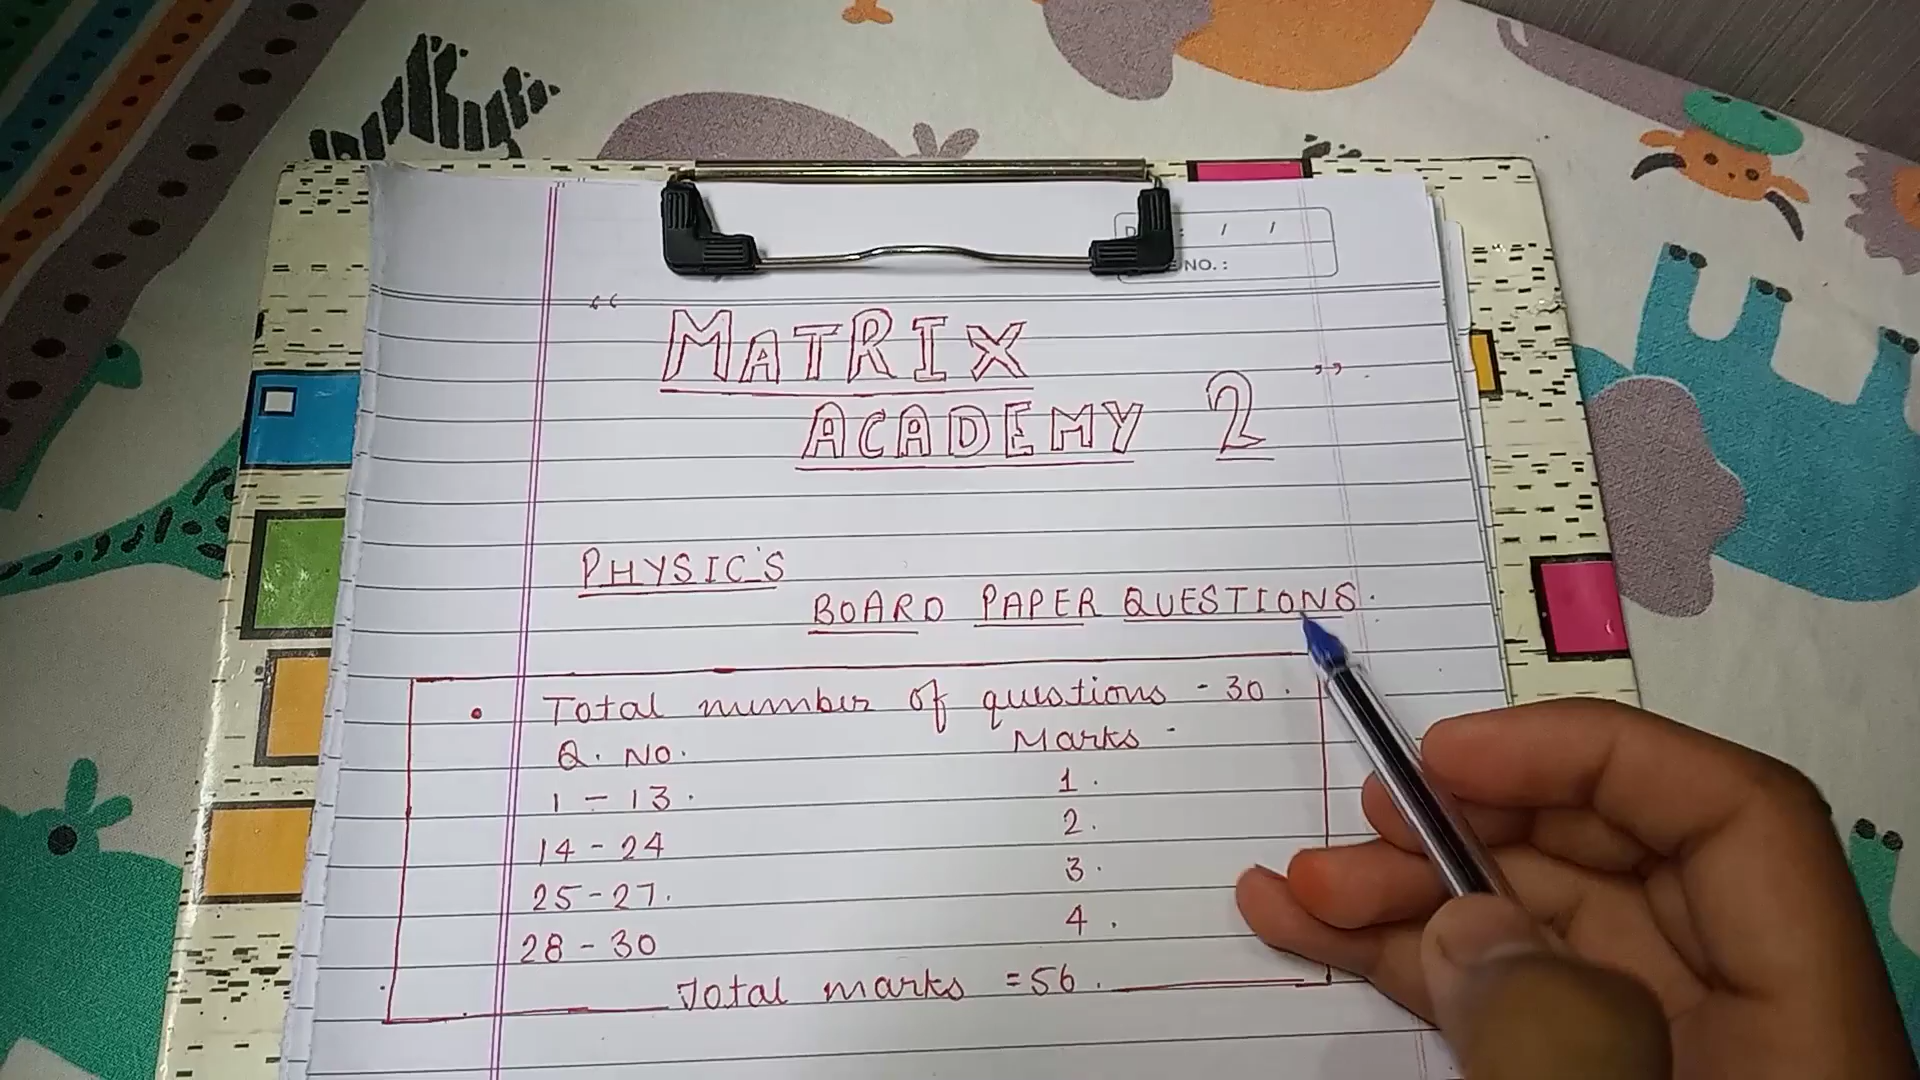 : / /
NO. :
“ MATRIX
ACADEMY 2 ”
PHYSIC'S
BOARD PAPER QUESTIONS.
• Total number of questions - 30.
Q. No. Marks -
1 - 13. 1.
14 - 24 2.
25 - 27. 3.
28 - 30 4.
Total marks = 56.